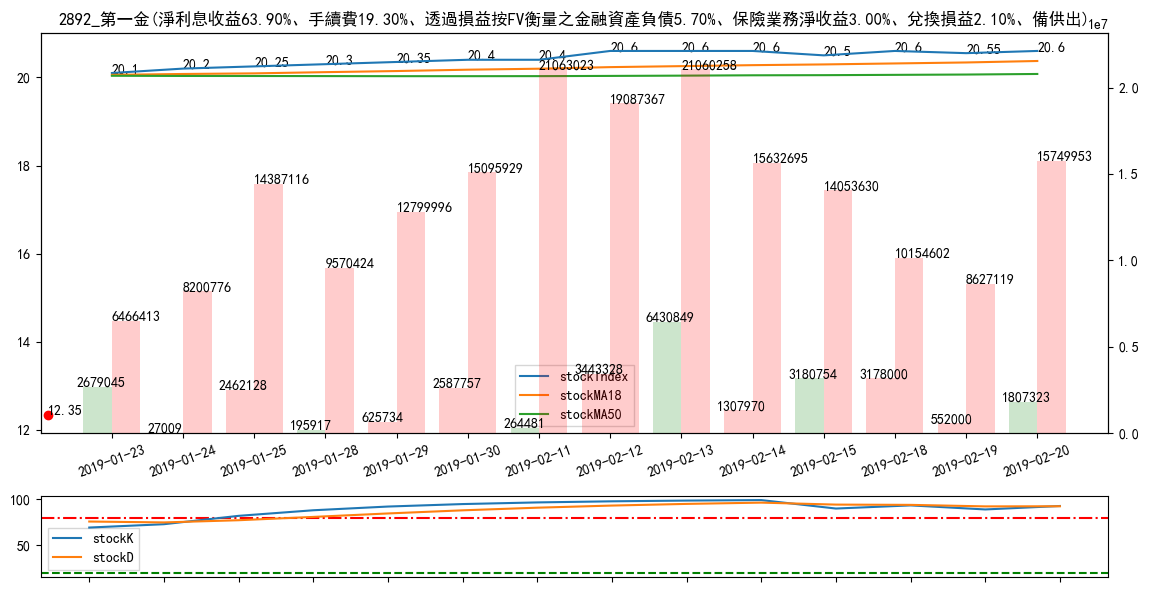 2892_第一金(淨利息收益63.90%、手續費19.30%、透過損益按FV衡量之金融資產負債5.70%、保險業務淨收益3.00%、兌換損益2.10%、備供出)
1e7
20.1 20.2 20.25 20.3 20.35 20.4 20.4 20.6 20.6 20.6 20.5 20.6 20.55 20.6
20
18
16
14
12
2.0
1.5
1.0
0.5
0.0
6466413 8200776 14387116 9570424 12799996 15095929 21063023 19087367 21060258 15632695 14053630 10154602 8627119 15749953
2679045 27009 2462128 195917 625734 2587757 264481 3443328 6430849 1307970 3180754 3178000 552000 1807323
12.35
stockIndex
stockMA18
stockMA50
2019-01-23 2019-01-24 2019-01-25 2019-01-28 2019-01-29 2019-01-30 2019-02-11 2019-02-12 2019-02-13 2019-02-14 2019-02-15 2019-02-18 2019-02-19 2019-02-20
100
50
stockK
stockD